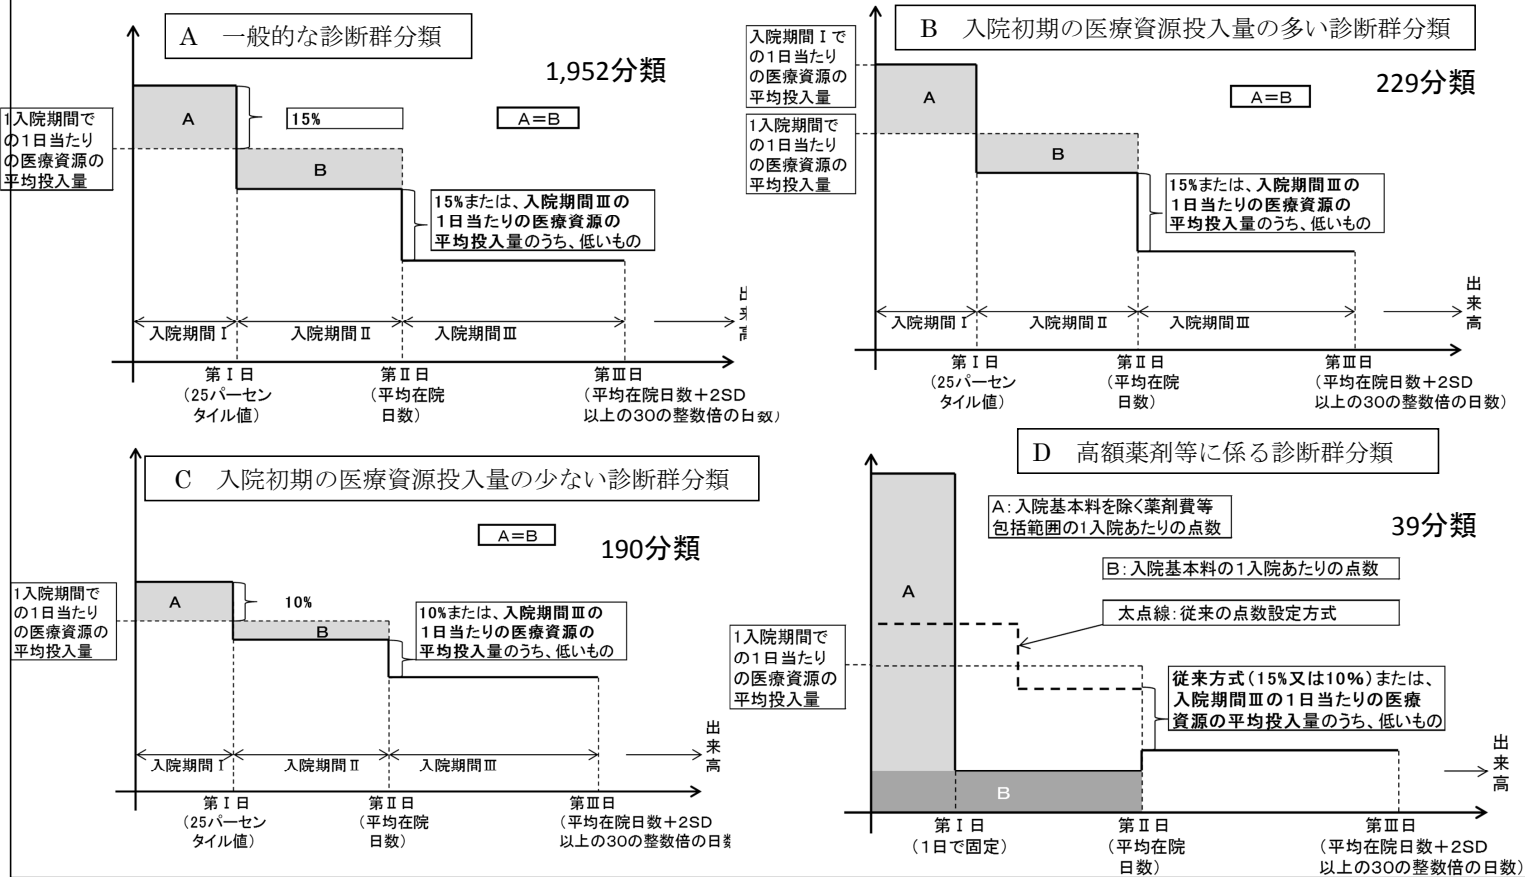 A　一般的な診断群分類
1,952分類
A=B
1入院期間で
の1日当たり
の医療資源の
平均投入量
A
15%
B
15%または、入院期間Ⅲの
1日当たりの医療資源の
平均投入量のうち、低いもの
入院期間Ⅰ
入院期間Ⅱ
入院期間Ⅲ
出来高
第Ⅰ日
（25パーセン
タイル値）
第Ⅱ日
（平均在院
日数）
第Ⅲ日
（平均在院日数＋2SD
以上の30の整数倍の日数）
B　入院初期の医療資源投入量の多い診断群分類
229分類
A=B
入院期間Ⅰで
の1日当たり
の医療資源の
平均投入量
1入院期間で
の1日当たり
の医療資源の
平均投入量
A
B
15%または、入院期間Ⅲの
1日当たりの医療資源の
平均投入量のうち、低いもの
入院期間Ⅰ
入院期間Ⅱ
入院期間Ⅲ
出来高
第Ⅰ日
（25パーセン
タイル値）
第Ⅱ日
（平均在院
日数）
第Ⅲ日
（平均在院日数＋2SD
以上の30の整数倍の日数）
C　入院初期の医療資源投入量の少ない診断群分類
190分類
A=B
1入院期間で
の1日当たり
の医療資源の
平均投入量
A
10%
B
10%または、入院期間Ⅲの
1日当たりの医療資源の
平均投入量のうち、低いもの
入院期間Ⅰ
入院期間Ⅱ
入院期間Ⅲ
出来高
第Ⅰ日
（25パーセン
タイル値）
第Ⅱ日
（平均在院
日数）
第Ⅲ日
（平均在院日数＋2SD
以上の30の整数倍の日数
D　高額薬剤等に係る診断群分類
39分類
A：入院基本料を除く薬剤費等
包括範囲の1入院あたりの点数
B：入院基本料の1入院あたりの点数
太点線：従来の点数設定方式
A
1入院期間で
の1日当たり
の医療資源の
平均投入量
従来方式（15%又は10%）または、
入院期間Ⅲの1日当たりの医療
資源の平均投入量のうち、低いもの
B
出来高
第Ⅰ日
（1日で固定）
第Ⅱ日
（平均在院
日数）
第Ⅲ日
（平均在院日数＋2SD
以上の30の整数倍の日数）